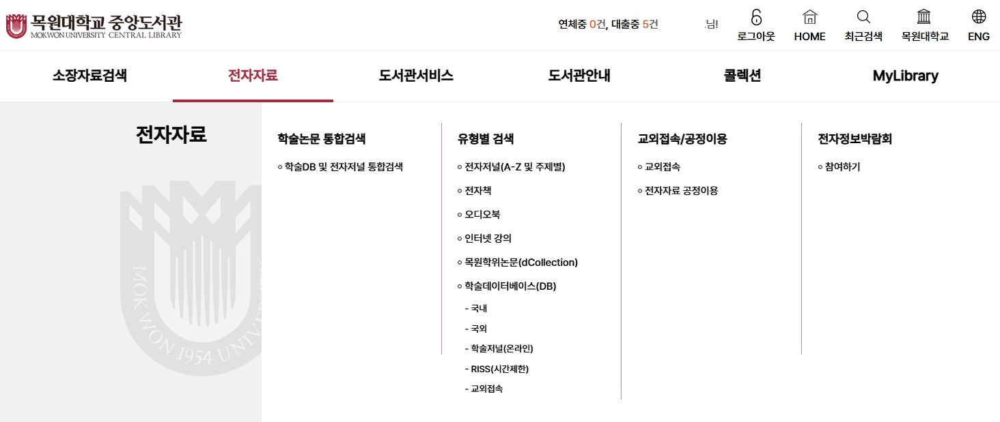 목원대학교 중앙도서관
MOKWON UNIVERSITY CENTRAL LIBRARY
연체중 0건, 대출중 5건
님!
로그아웃
HOME
최근검색
목원대학교
ENG
소장자료검색
전자자료
도서관서비스
도서관안내
콜렉션
MyLibrary
전자자료
학술논문 통합검색
학술DB 및 전자저널 통합검색
유형별 검색
전자저널(A-Z 및 주제별)
전자책
오디오북
인터넷 강의
목원학위논문(dCollection)
학술데이터베이스(DB)
- 국내
- 국외
- 학술저널(온라인)
- RISS(시간제한)
- 교외접속
교외접속/공정이용
교외접속
전자자료 공정이용
전자정보박람회
참여하기
MOK WON 1954 UNIVER